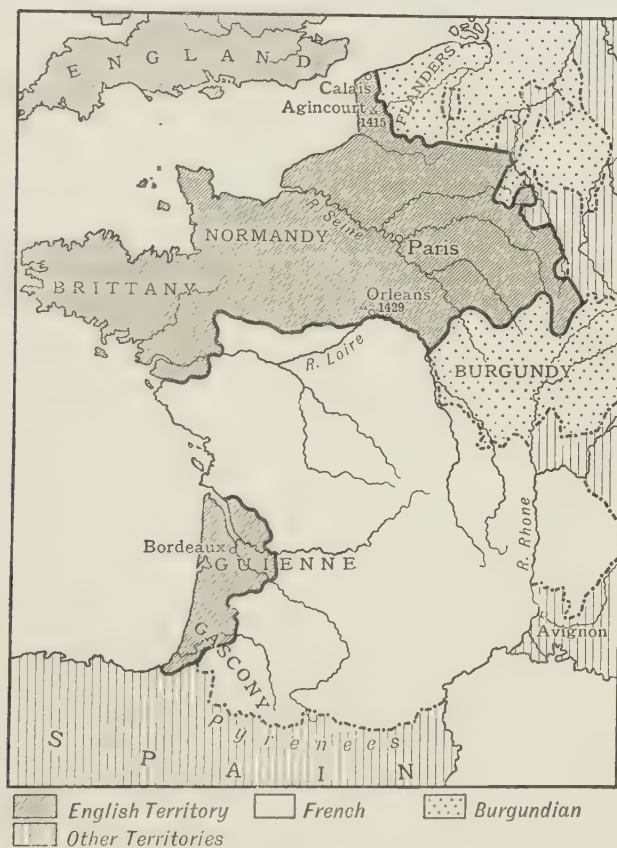 ENGLAND
Calais
Agincourt
1415
FLANDERS
R. Seine
NORMANDY
Paris
BRITTANY
Orleans
1429
R. Loire
BURGUNDY
Bordeaux
GUIENNE
R. Rhone
GASCONY
Avignon
Pyrenees
SPAIN
English Territory
French
Burgundian
Other Territories